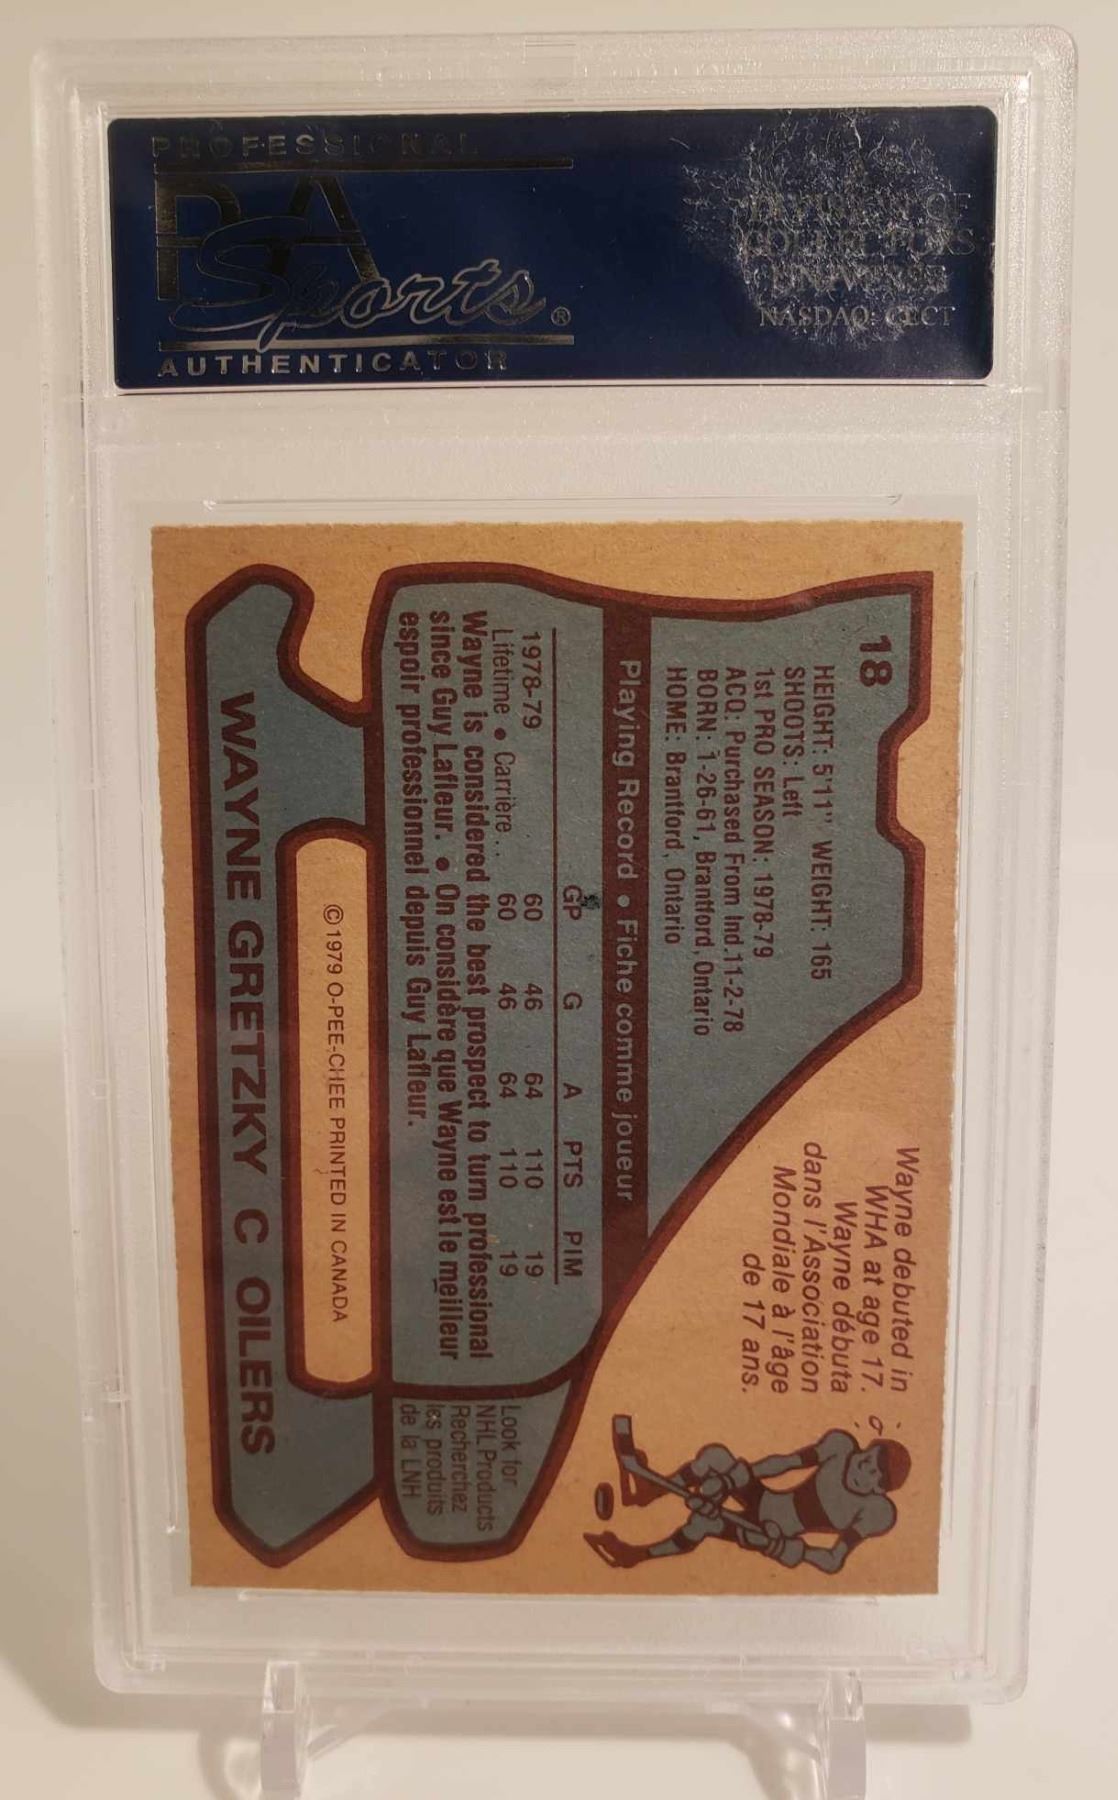 PROFESSIONAL
PSA
Sports®
AUTHENTICATOR
DIVISION OF
COLLECTORS
UNIVERSE
NASDAQ: CLCT
18
HEIGHT: 5'11" WEIGHT: 165
SHOOTS: Left
1st PRO SEASON: 1978-79
ACQ: Purchased From Ind.11-2-78
BORN: 1-26-61, Brantford, Ontario
HOME: Brantford, Ontario
Wayne debuted in
WHA at age 17.
Wayne débuta
dans l'Association
Mondiale à l'âge
de 17 ans.
Playing Record • Fiche comme joueur
GP G A PTS PIM
1978-79 60 46 64 110 19
Lifetime • Carrière.. 60 46 64 110 19
Wayne is considered the best prospect to turn professional
since Guy Lafleur. • On considère que Wayne est le meilleur
espoir professionnel depuis Guy Lafleur.
Look for
NHL Products
Recherchez
les produits
de la LNH
©1979 O-PEE-CHEE PRINTED IN CANADA
WAYNE GRETZKY C OILERS